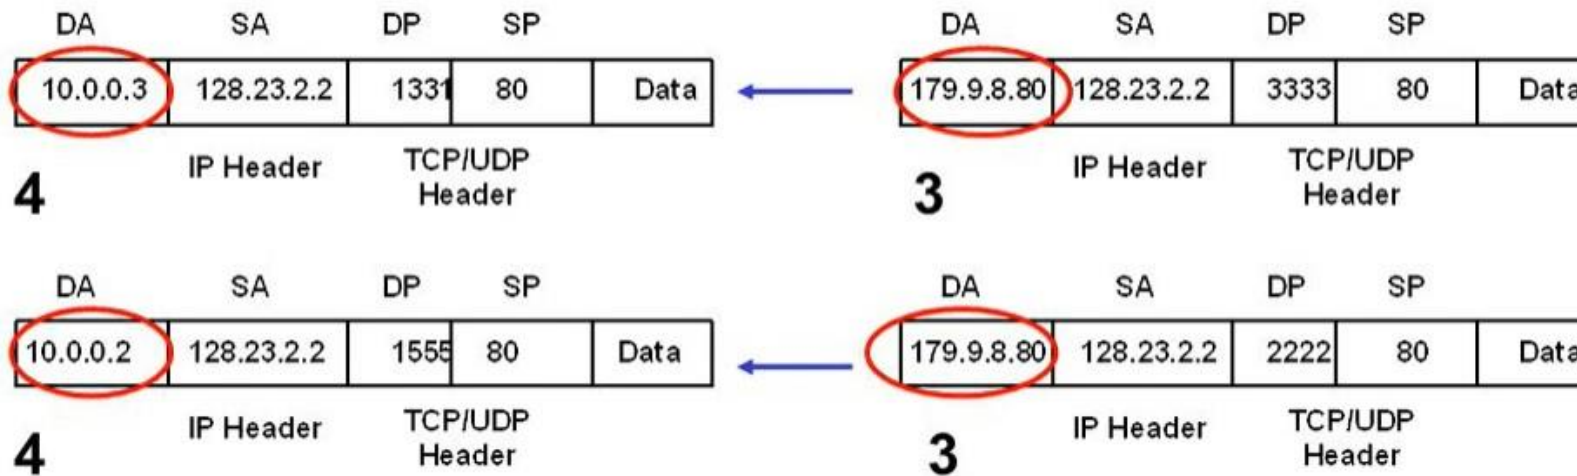 DA SA DP SP
10.0.0.3 128.23.2.2 1331 80 Data
IP Header TCP/UDP Header
4
DA SA DP SP
179.9.8.80 128.23.2.2 3333 80 Data
IP Header TCP/UDP Header
3
DA SA DP SP
10.0.0.2 128.23.2.2 1555 80 Data
IP Header TCP/UDP Header
4
DA SA DP SP
179.9.8.80 128.23.2.2 2222 80 Data
IP Header TCP/UDP Header
3